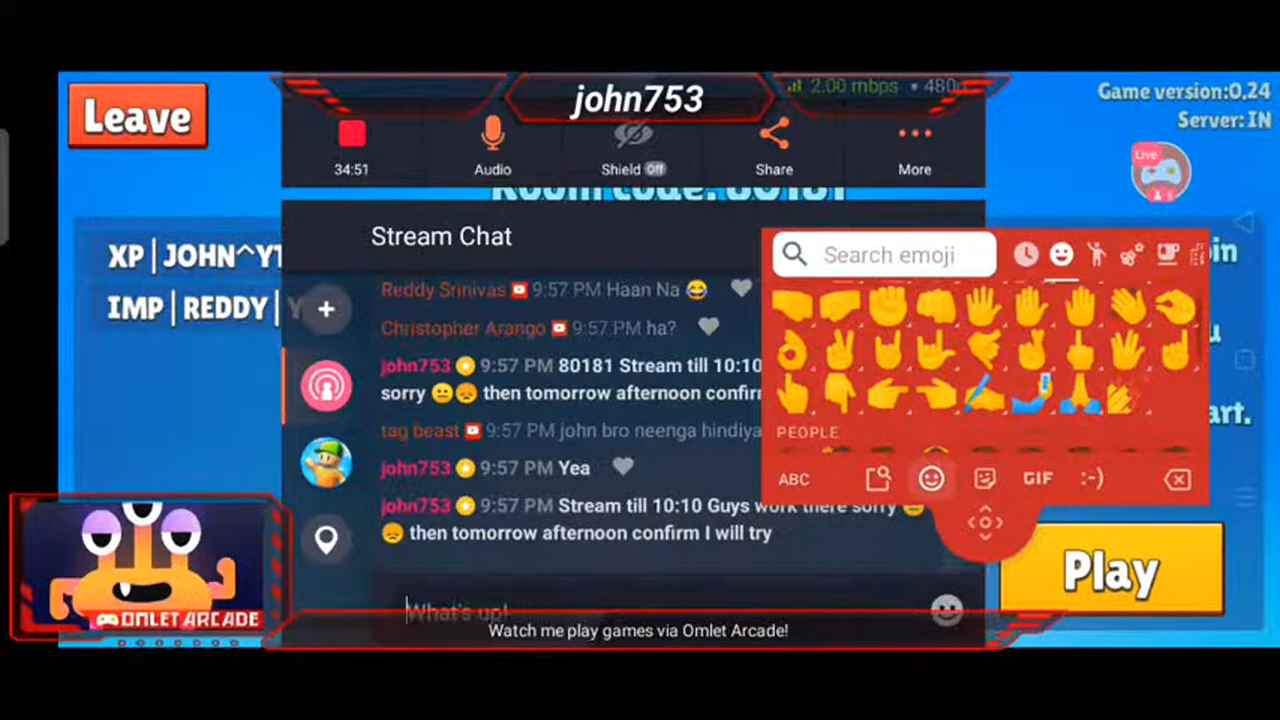 john753
2.00 mbps • 480p
Game version:0.24
Server: IN
Leave
34:51
Audio
Shield Off
Share
More
Live
Room code: 80181
XP | JOHN^YT
IMP | REDDY |
Stream Chat
Search emoji
Reddy Srinivas 9:57 PM Haan Na 😂
Christopher Arango 9:57 PM ha?
john753 9:57 PM 80181 Stream till 10:10
sorry 😐😞 then tomorrow afternoon confirm
tag beast 9:57 PM john bro neenga hindiya
john753 9:57 PM Yea
john753 9:57 PM Stream till 10:10 Guys work there sorry 😐
😞 then tomorrow afternoon confirm I will try
PEOPLE
ABC
GIF
:-)
Play
OMLET ARCADE
What's up!
Watch me play games via Omlet Arcade!